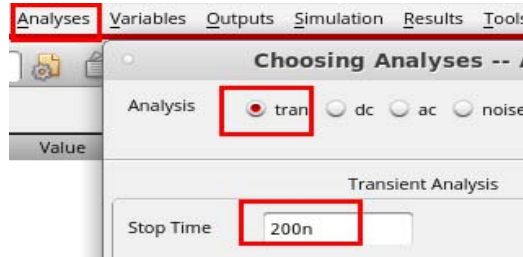 Analyses Variables Outputs Simulation Results Tools
Choosing Analyses --
Analysis tran dc ac noise
Value
Transient Analysis
Stop Time 200n